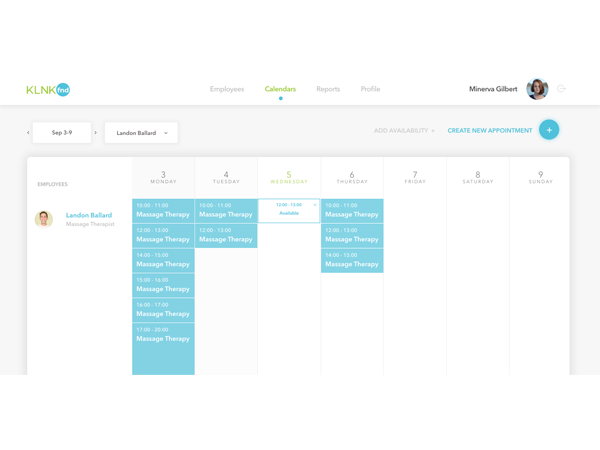 KLNK fnd
Employees
Calendars
Reports
Profile
Minerva Gilbert
Sep 3-9
Landon Ballard
ADD AVAILABILITY +
CREATE NEW APPOINTMENT
+
EMPLOYEES
3
MONDAY
4
TUESDAY
5
WEDNESDAY
6
THURSDAY
7
FRIDAY
8
SATURDAY
9
SUNDAY
Landon Ballard
Massage Therapist
10:00 - 11:00
Massage Therapy
12:00 - 13:00
Massage Therapy
14:00 - 15:00
Massage Therapy
15:00 - 16:00
Massage Therapy
16:00 - 17:00
Massage Therapy
17:00 - 20:00
Massage Therapy
10:00 - 11:00
Massage Therapy
12:00 - 13:00
Massage Therapy
Available
10:00 - 11:00
Massage Therapy
12:00 - 13:00
Massage Therapy
14:00 - 15:00
Massage Therapy